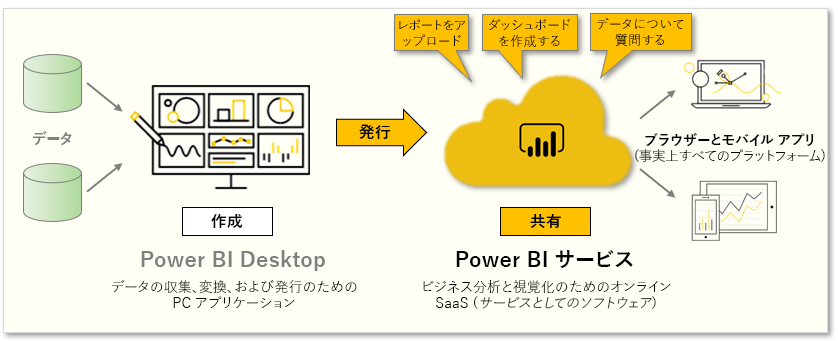 レポートをア
ップロード
ダッシュボード
を作成する
データについて
質問する
データ
発行
ブラウザーとモバイル アプリ
(事実上すべてのプラットフォーム)
作成
共有
Power BI Desktop
Power BI サービス
データの収集、変換、および発行のための
PC アプリケーション
ビジネス分析と視覚化のためのオンライン
SaaS (サービスとしてのソフトウェア)